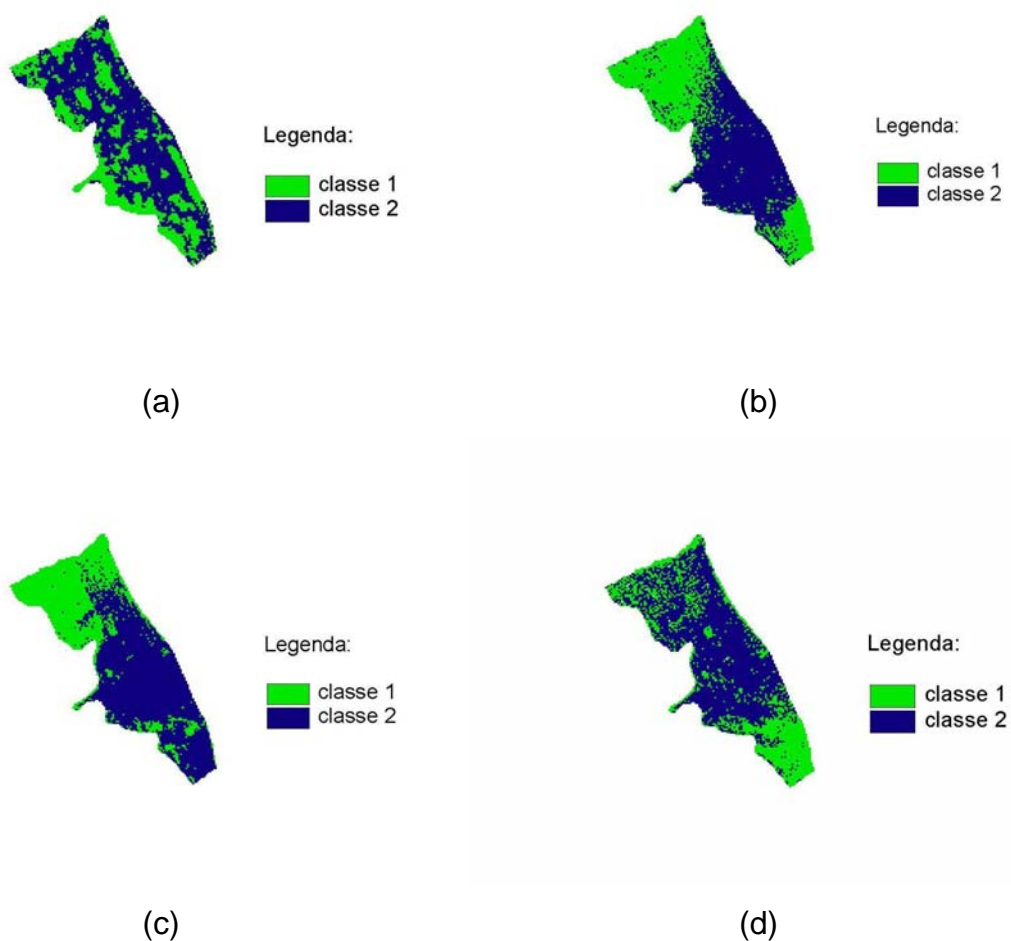 Legenda:
classe 1
classe 2
(a)
Legenda:
classe 1
classe 2
(b)
Legenda:
classe 1
classe 2
(c)
Legenda:
classe 1
classe 2
(d)